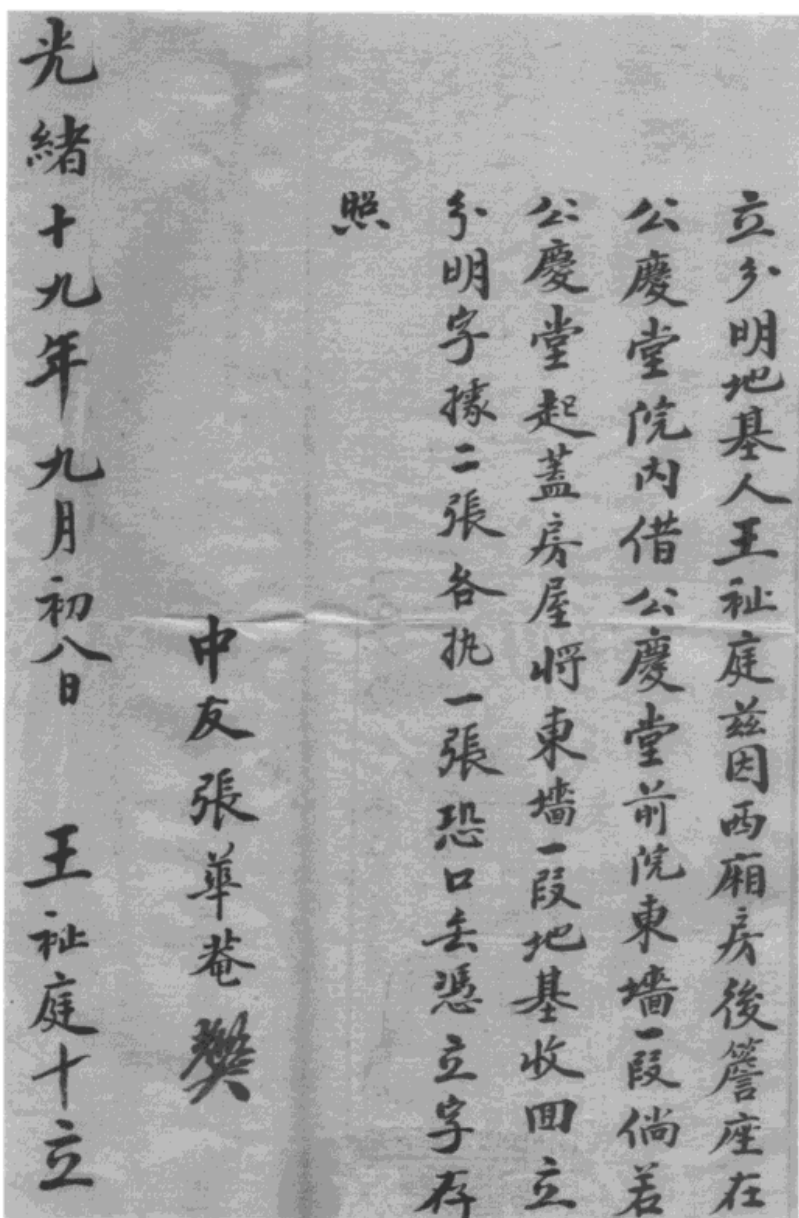 立分明地基人王祉庭茲因西廂房後簷座在
公慶堂院内借公慶堂前院東墻一段倘若
公慶堂起蓋房屋將東墻一段地基收囬立
分明字據二張各执一張恐口無憑立字存
照
中友張華菴
光緒十九年九月初八日 王祉庭十立